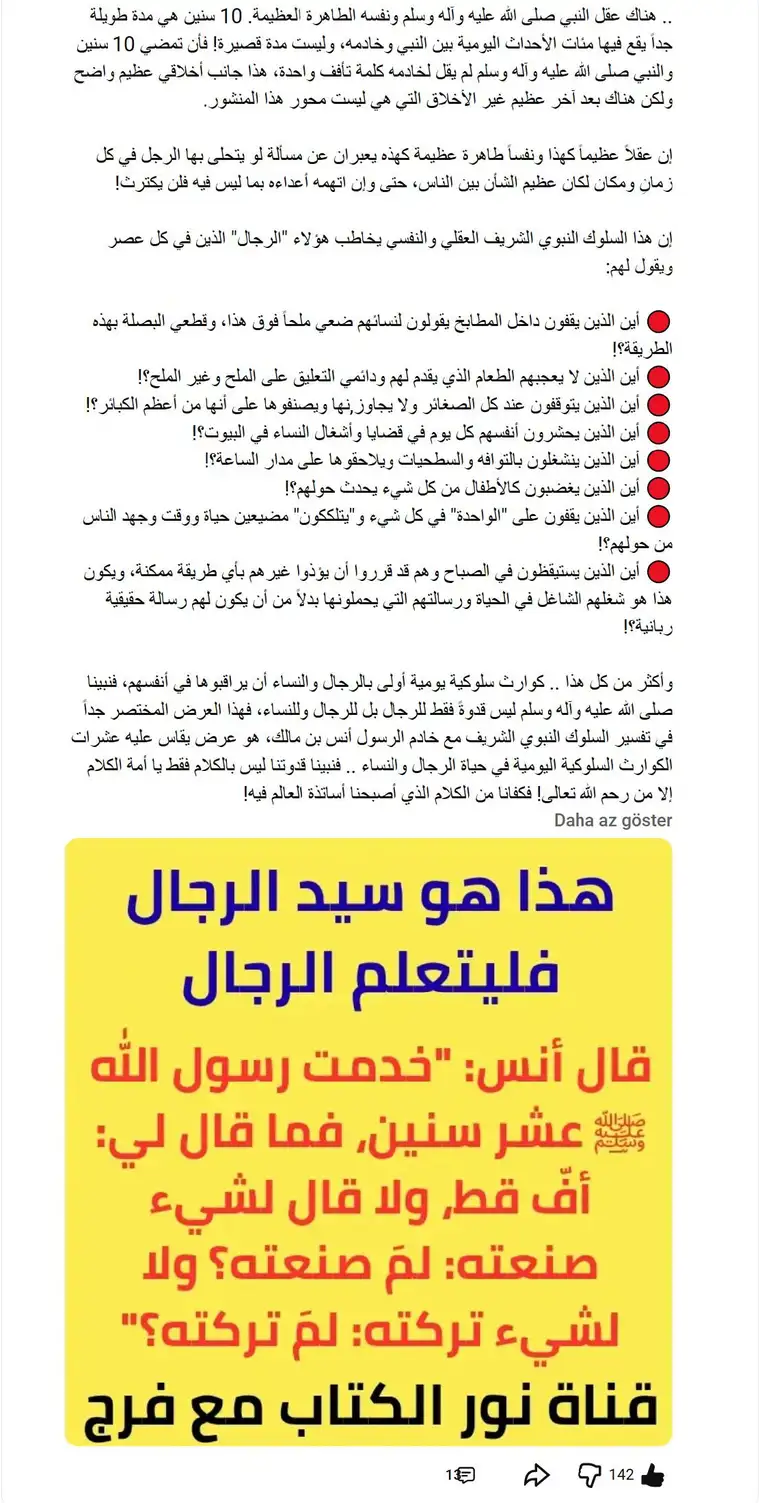 .. هناك عقل النبي صلى الله عليه وآله وسلم ونفسه الطاهرة العظيمة. 10 سنين هي مدة طويلة
جداً يقع فيها مئات الأحداث اليومية بين النبي وخادمه، وليست مدة قصيرة! فأن تمضي 10 سنين
والنبي صلى الله عليه وآله وسلم لم يقل لخادمه كلمة تأفف واحدة، هذا جانب أخلاقي عظيم واضح
ولكن هناك بعد آخر عظيم غير الأخلاق التي هي ليست محور هذا المنشور.
إن عقلاً عظيماً كهذا ونفساً طاهرة عظيمة كهذه يعبران عن مسألة لو يتحلى بها الرجل في كل
زمانٍ ومكان لكان عظيم الشأن بين الناس، حتى وإن اتهمه أعداءه بما ليس فيه فلن يكترث!
إن هذا السلوك النبوي الشريف العقلي والنفسي يخاطب هؤلاء "الرجال" الذين في كل عصر
ويقول لهم:
🔴 أين الذين يقفون داخل المطابخ يقولون لنسائهم ضعي ملحاً فوق هذا، وقطعي البصلة بهذه
الطريقة؟!
🔴 أين الذين لا يعجبهم الطعام الذي يقدم لهم ودائمي التعليق على الملح وغير الملح؟!
🔴 أين الذين يتوقفون عند كل الصغائر ولا يجاوزنها ويصنفوها على أنها من أعظم الكبائر؟!
🔴 أين الذين يحشرون أنفسهم كل يوم في قضايا وأشغال النساء في البيوت؟!
🔴 أين الذين ينشغلون بالتوافه والسطحيات ويلاحقوها على مدار الساعة؟!
🔴 أين الذين يغضبون كالأطفال من كل شيء يحدث حولهم؟!
🔴 أين الذين يقفون على "الواحدة" في كل شيء و"يتلككون" مضيعين حياة ووقت وجهد الناس
من حولهم؟!
🔴 أين الذين يستيقظون في الصباح وهم قد قرروا أن يؤذوا غيرهم بأي طريقة ممكنة، ويكون
هذا هو شغلهم الشاغل في الحياة ورسالتهم التي يحملونها بدلاً من أن يكون لهم رسالة حقيقية
ربانية؟!
وأكثر من كل هذا .. كوارث سلوكية يومية أولى بالرجال والنساء أن يراقبوها في أنفسهم، فنبينا
صلى الله عليه وآله وسلم ليس قدوةً فقط للرجال بل للرجال وللنساء، فهذا العرض المختصر جداً
في تفسير السلوك النبوي الشريف مع خادم الرسول أنس بن مالك، هو عرض يقاس عليه عشرات
الكوارث السلوكية اليومية في حياة الرجال والنساء .. فنبينا قدوتنا ليس بالكلام فقط يا أمة الكلام
إلا من رحم الله تعالى! فكفانا من الكلام الذي أصبحنا أساتذة العالم فيه!
Daha az göster
هذا هو سيد الرجال
فليتعلم الرجال
قال أنس: "خدمت رسول الله
ﷺ عشر سنين, فما قال لي:
أفّ قط, ولا قال لشيء
صنعته: لمَ صنعته؟ ولا
لشيء تركته: لمَ تركته؟"
قناة نور الكتاب مع فرج
142
13